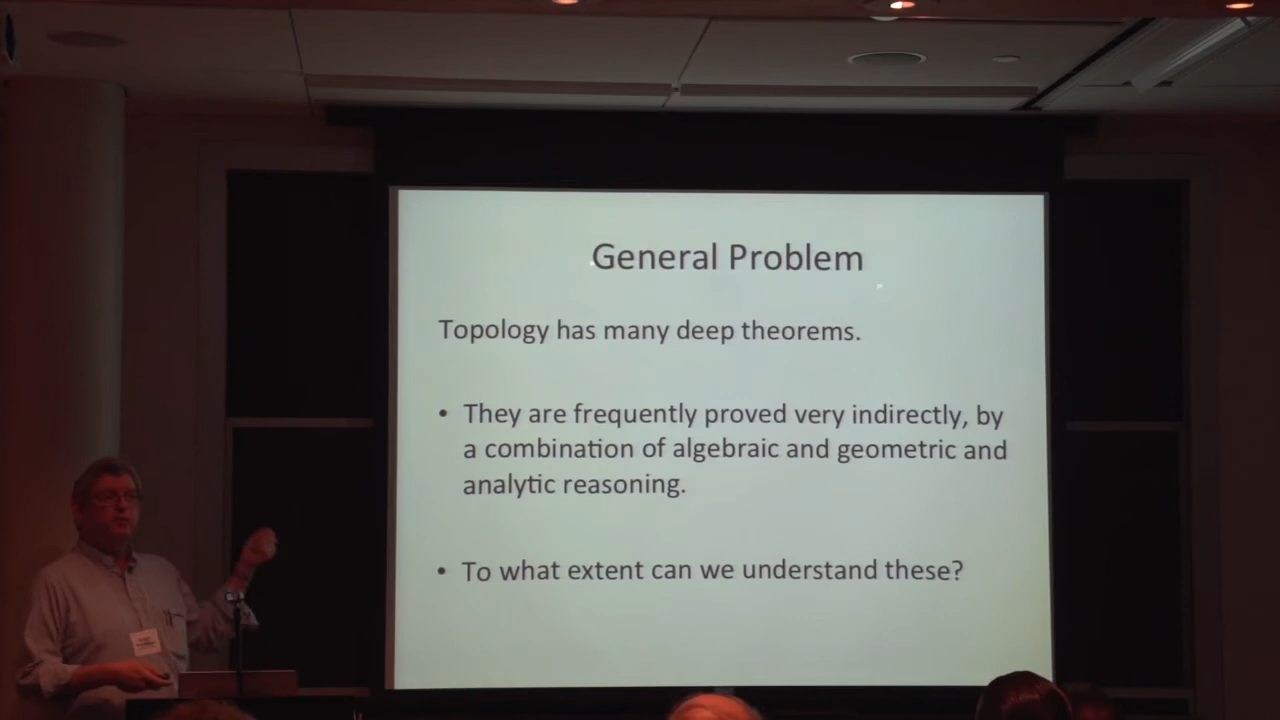 General Problem
Topology has many deep theorems.
• They are frequently proved very indirectly, by
a combination of algebraic and geometric and
analytic reasoning.
• To what extent can we understand these?